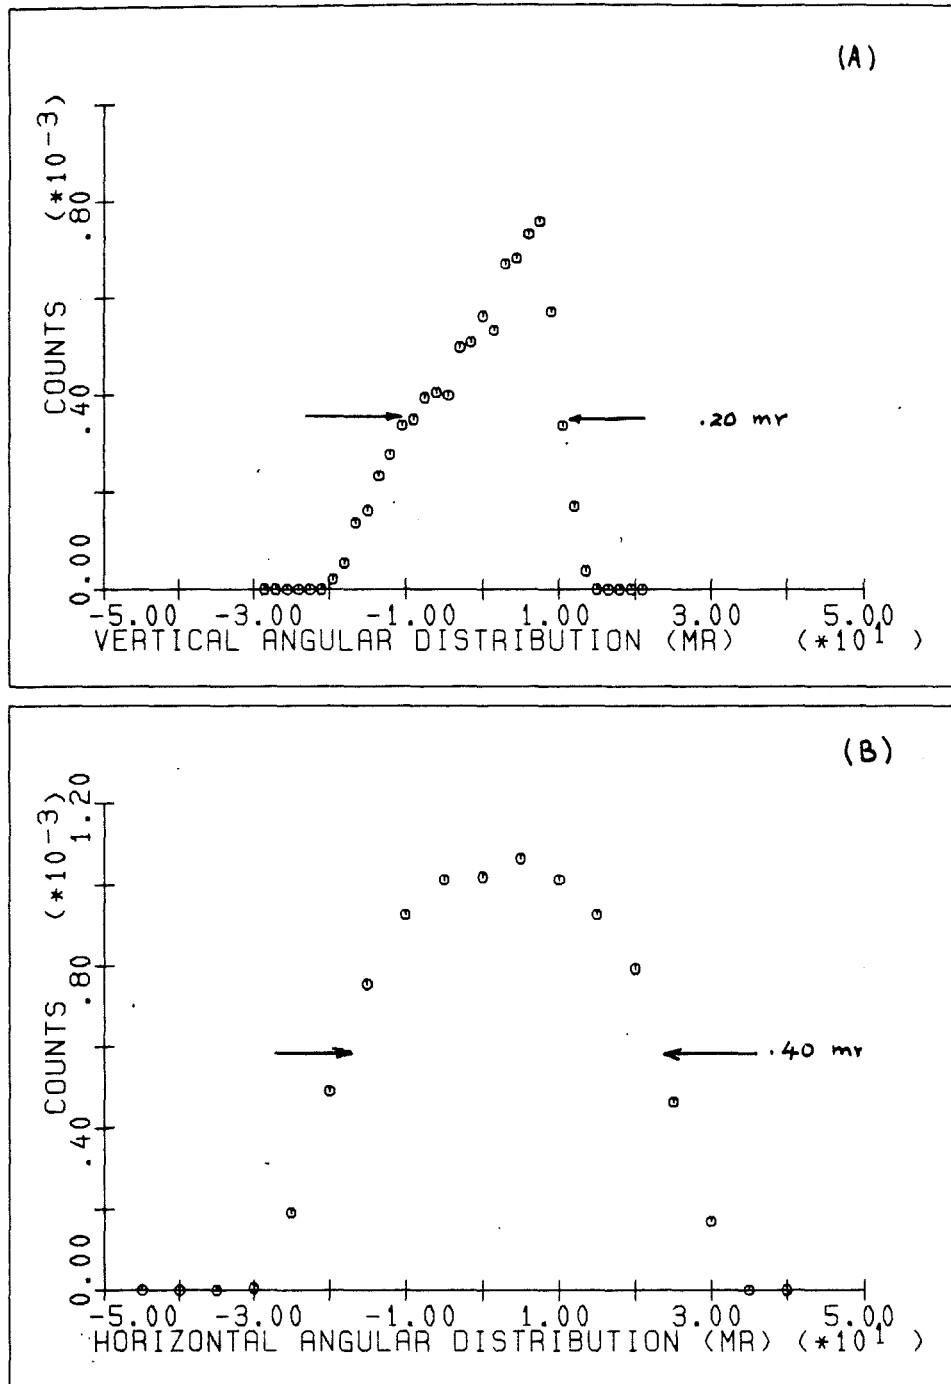 (A)
COUNTS (*10-3)
.80
.40
0.00
.20 mr
-5.00 -3.00 -1.00 1.00 3.00 5.00
VERTICAL ANGULAR DISTRIBUTION (MR) (*10¹ )
(B)
COUNTS (*10-3)
1.20
.80
.40
0.00
.40 mr
-5.00 -3.00 -1.00 1.00 3.00 5.00
HORIZONTAL ANGULAR DISTRIBUTION (MR) (*10¹ )